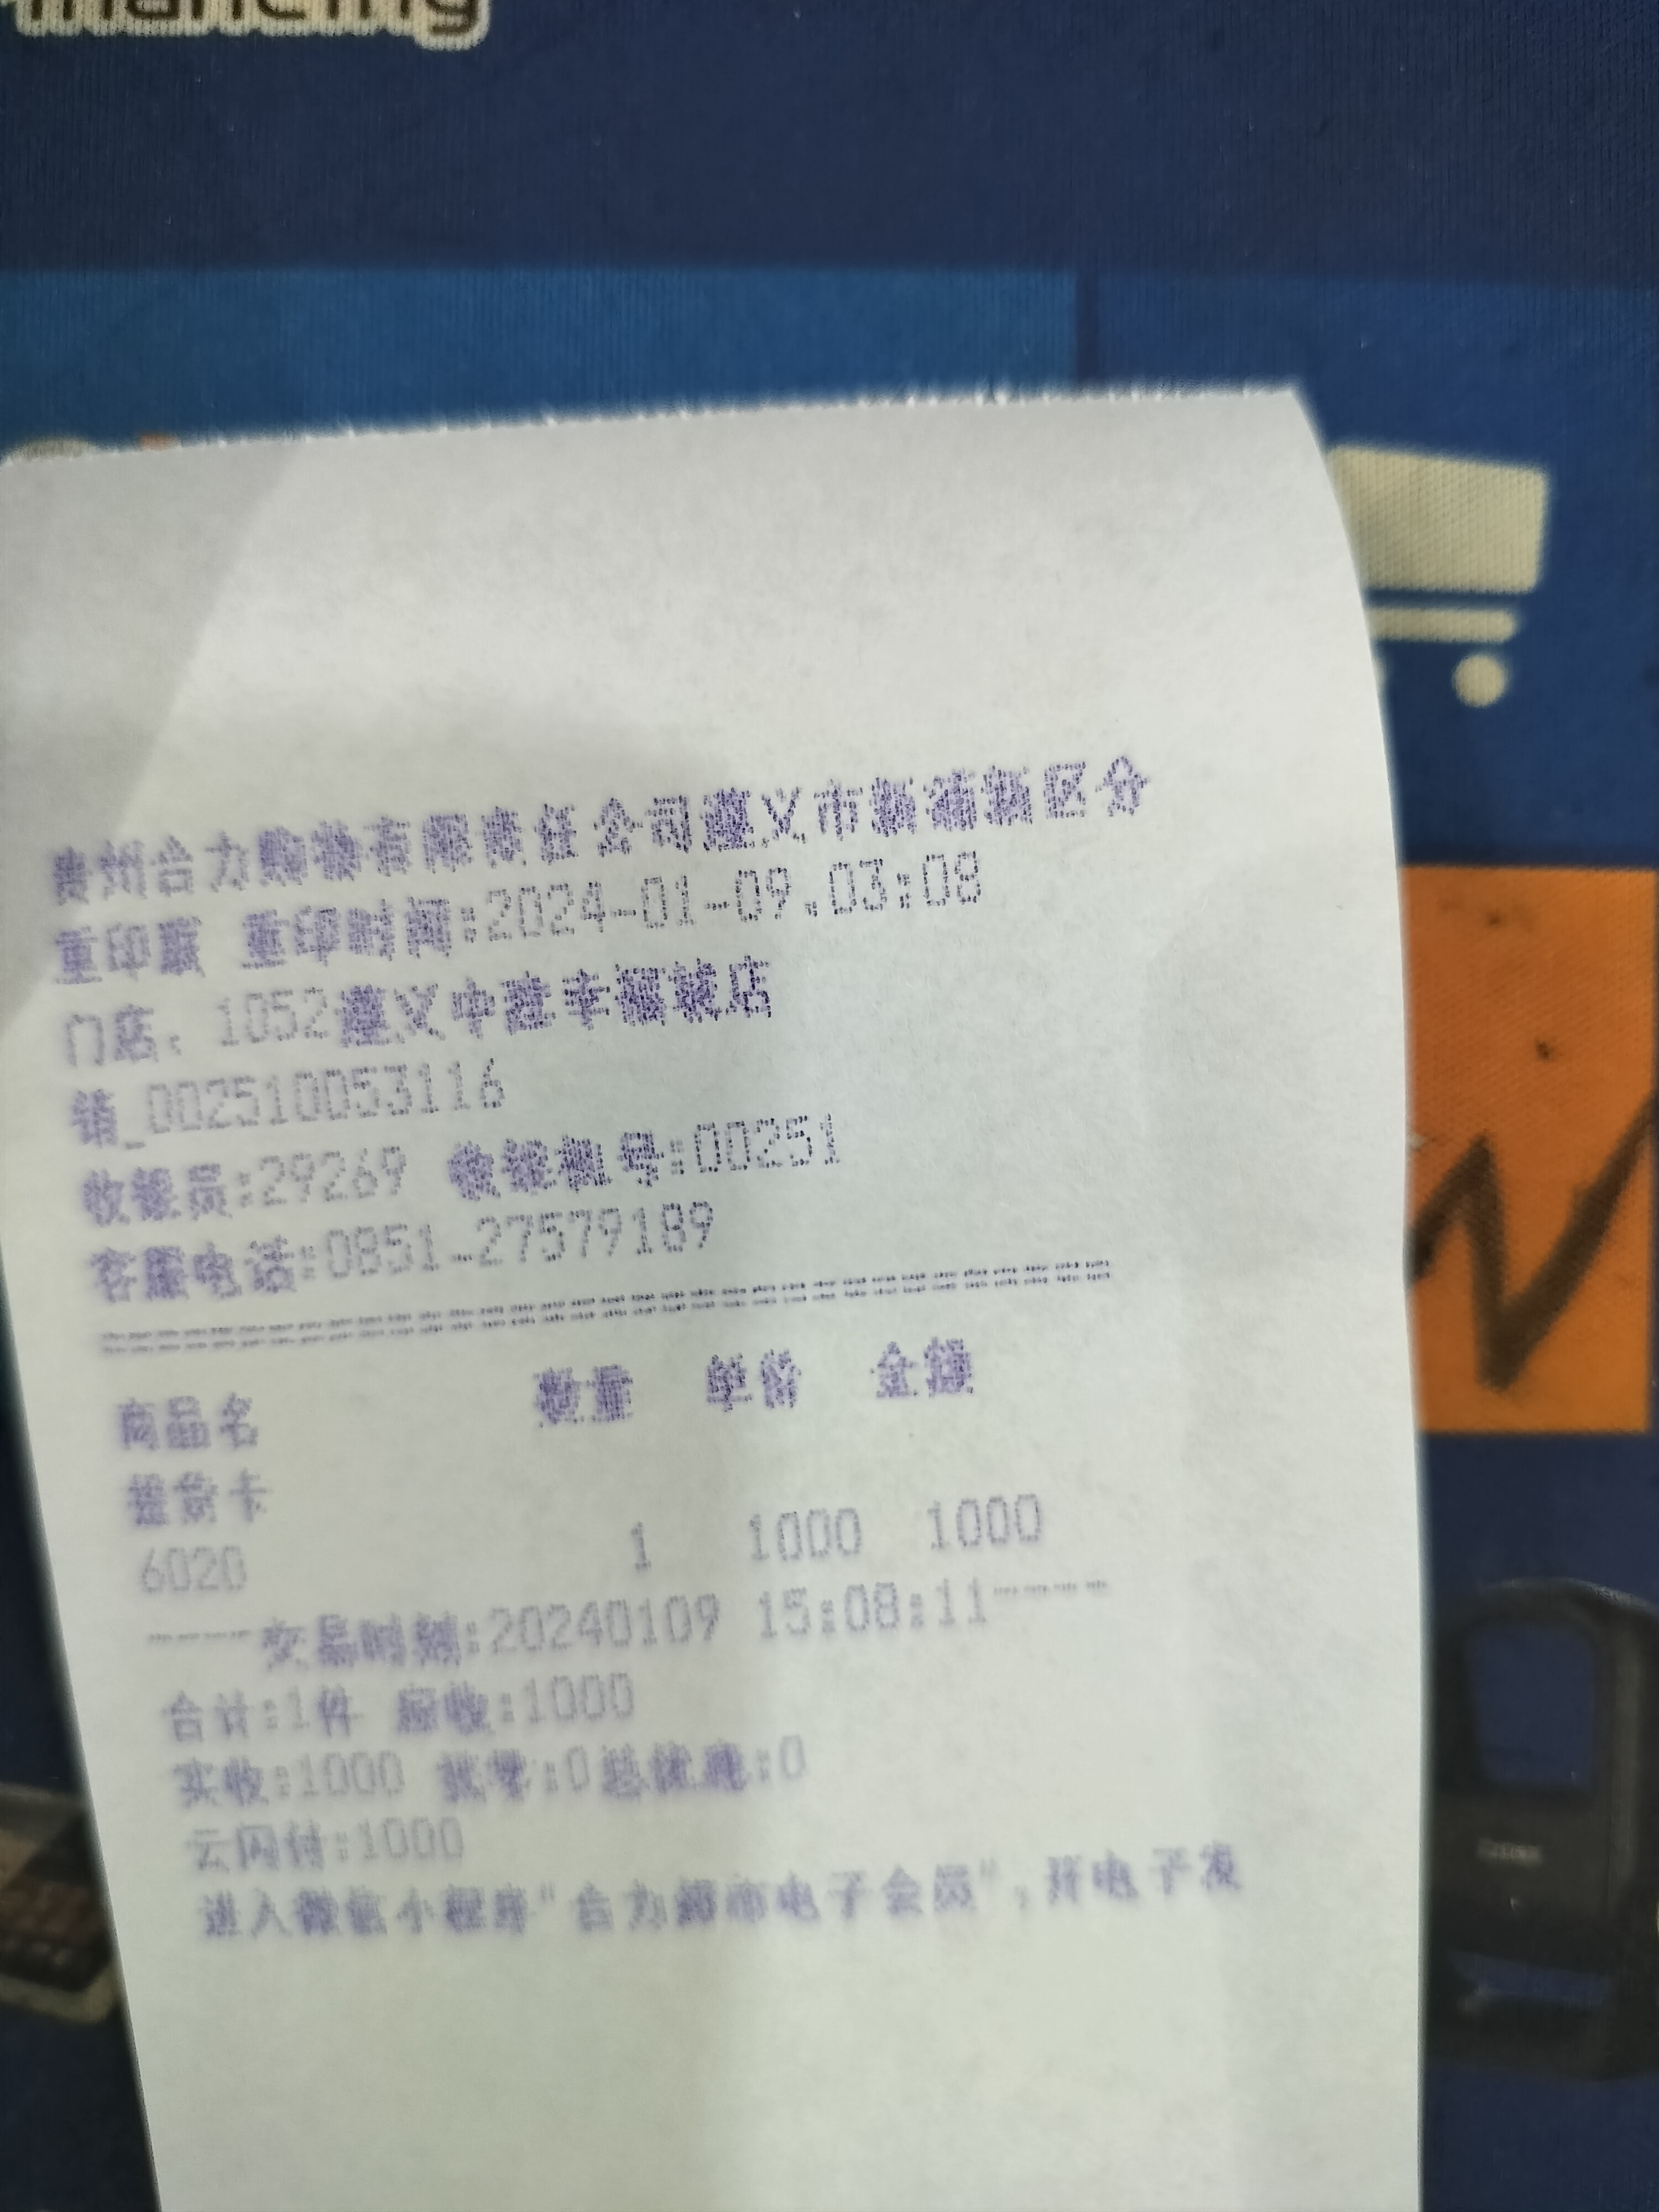 mancing
贵州合力购物有限责任公司遵义市新蒲新区分
重印联 重印时间:2024-01-09.03:08
门店: 1052遵义中建幸福城店
销_002510053116
收银员:29269 收银机号:00251
客服电话:0851-27579189
商品名 数量 单价 金额
提货卡
6020 1 1000 1000
----交易时刻:20240109 15:08:11----
合计:1件 应收:1000
实收:1000 找零:0总优惠:0
云闪付:1000
进入微信小程序"合力超市电子会员",开电子发